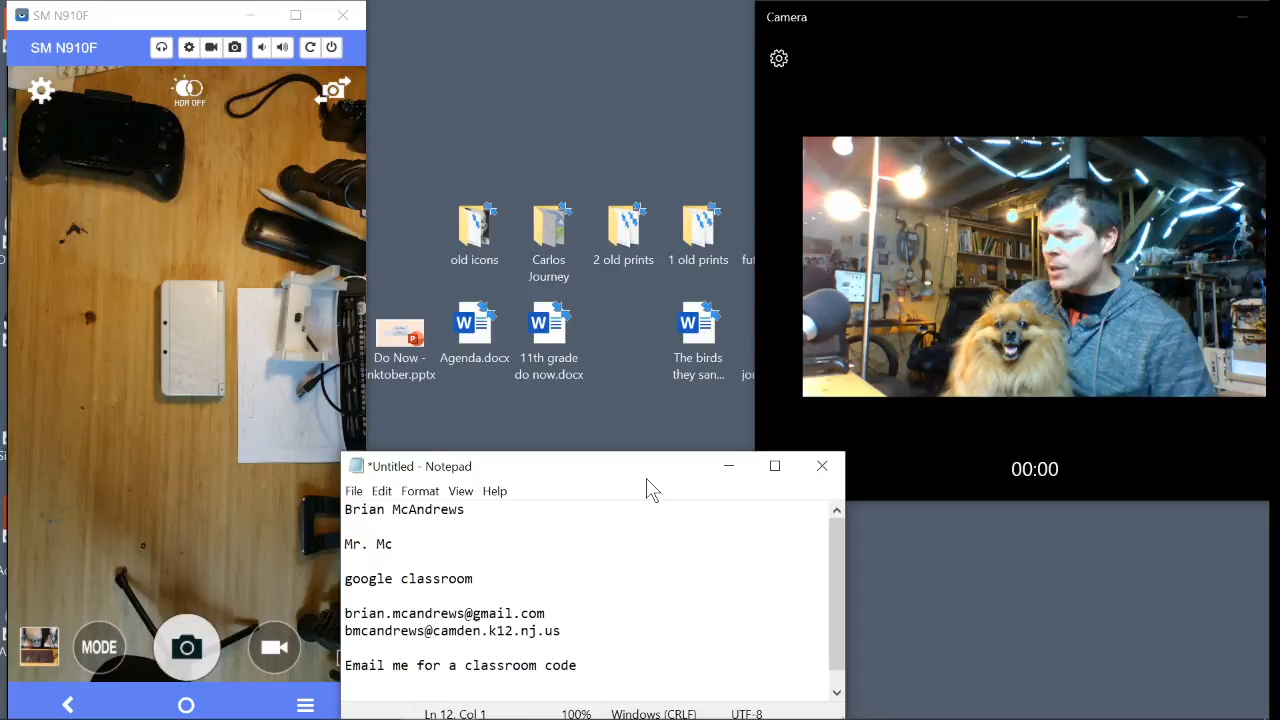 SM N910F
SM N910F
HDR OFF
MODE
Camera
00:00
old icons
Carlos
Journey
2 old prints
1 old prints
Do Now -
nktober.pptx
Agenda.docx
11th grade
do now.docx
The birds
they san...
*Untitled - Notepad
File Edit Format View Help
Brian McAndrews
Mr. Mc
google classroom
brian.mcandrews@gmail.com
bmcandrews@camden.k12.nj.us
Email me for a classroom code
Ln 12, Col 1 100% Windows (CRLF) UTF-8